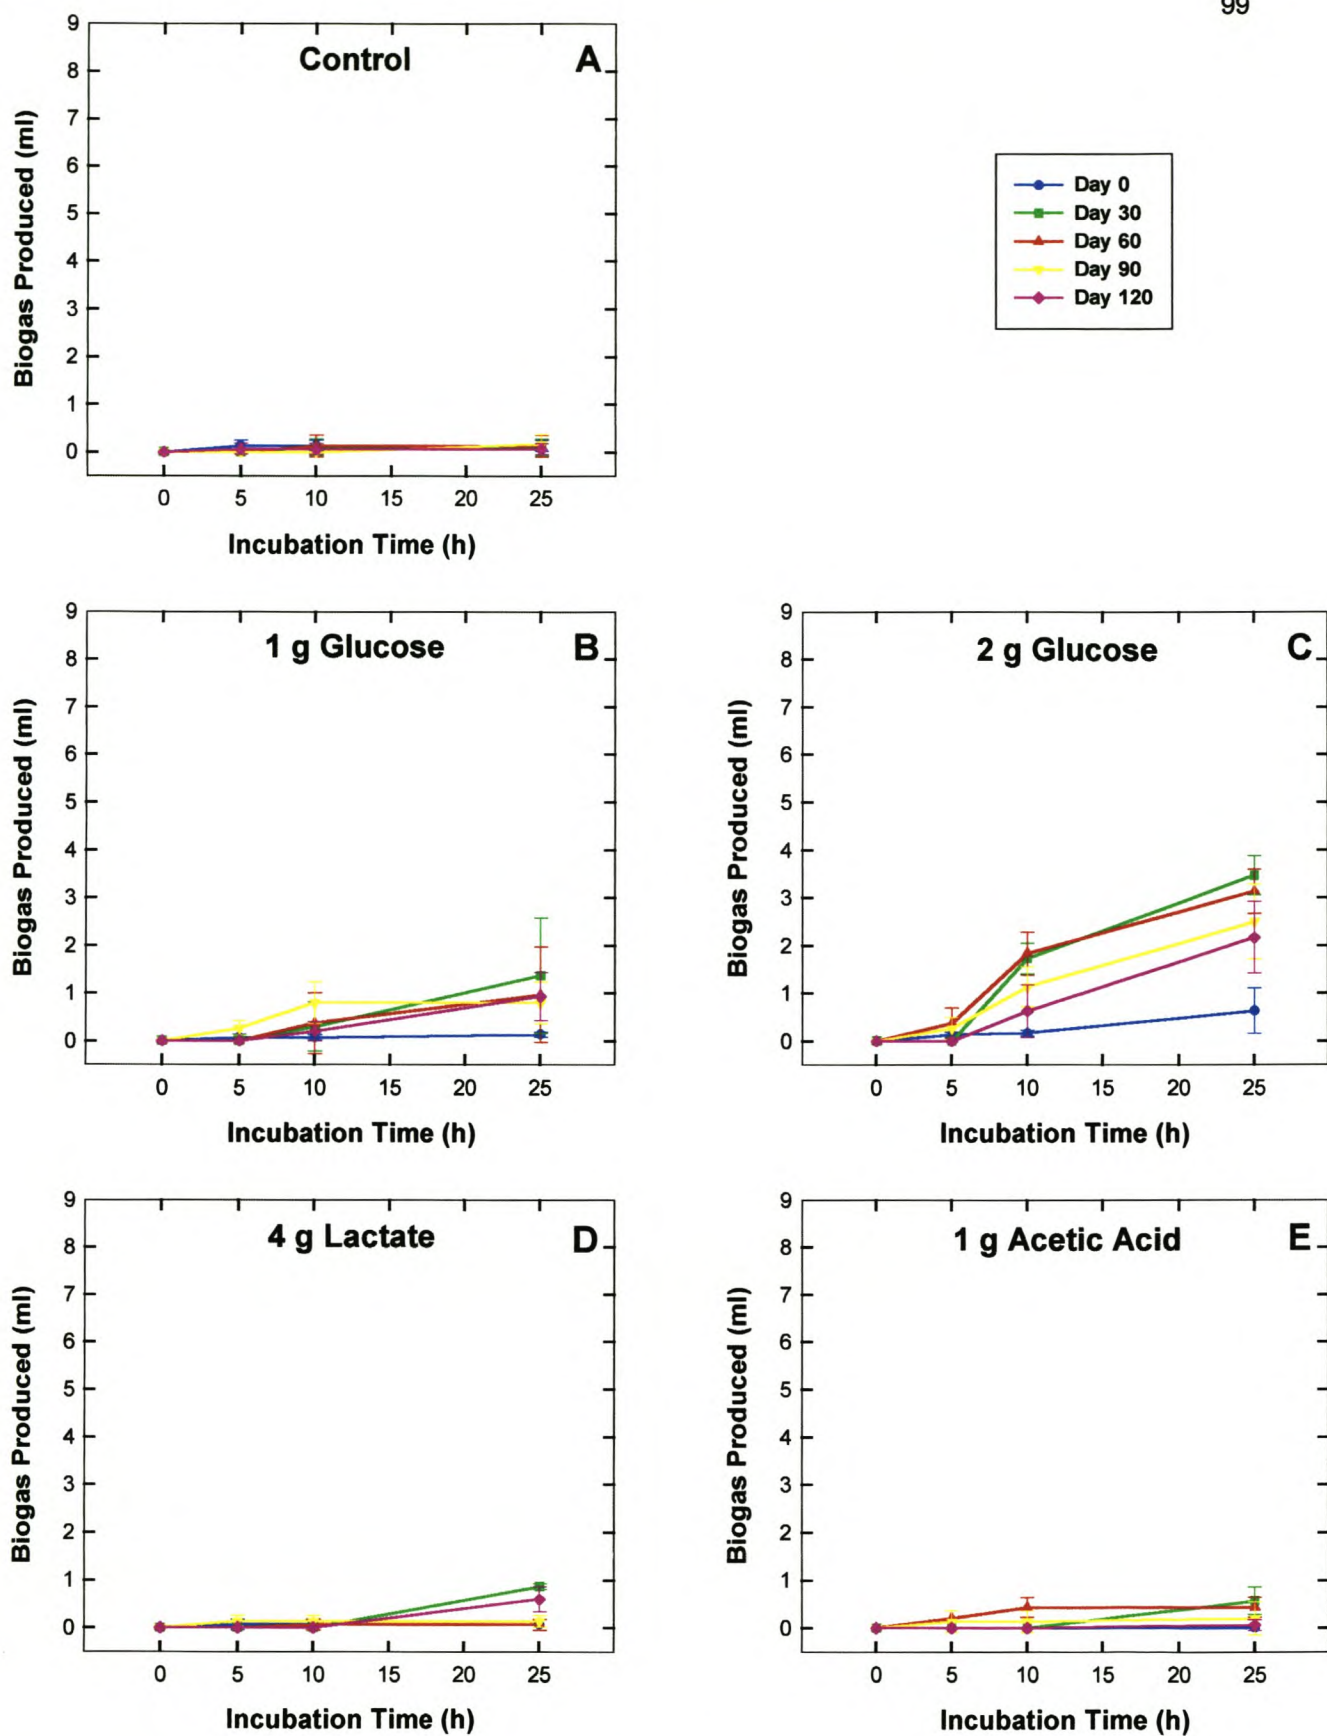 99
Control A
9
8
7
6
5
4
3
2
1
0
Biogas Produced (ml)
0 5 10 15 20 25
Incubation Time (h)
Day 0
Day 30
Day 60
Day 90
Day 120
1 g Glucose B
9
8
7
6
5
4
3
2
1
0
Biogas Produced (ml)
0 5 10 15 20 25
Incubation Time (h)
2 g Glucose C
9
8
7
6
5
4
3
2
1
0
Biogas Produced (ml)
0 5 10 15 20 25
Incubation Time (h)
4 g Lactate D
9
8
7
6
5
4
3
2
1
0
Biogas Produced (ml)
0 5 10 15 20 25
Incubation Time (h)
1 g Acetic Acid E
9
8
7
6
5
4
3
2
1
0
Biogas Produced (ml)
0 5 10 15 20 25
Incubation Time (h)